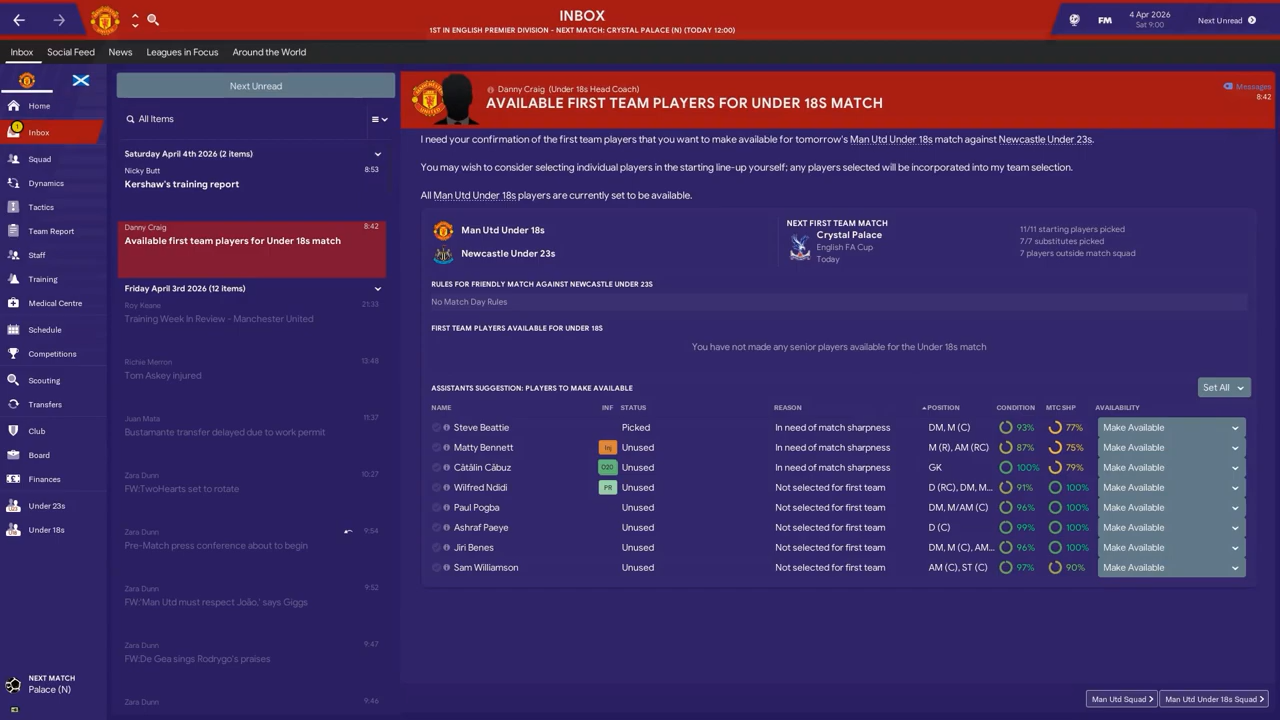 INBOX
1ST IN ENGLISH PREMIER DIVISION - NEXT MATCH: CRYSTAL PALACE (N) (TODAY 12:00)
FM
4 Apr 2026
Sat 9:00
Next Unread
Inbox Social Feed News Leagues in Focus Around the World
Home
1
Inbox
Squad
Dynamics
Tactics
Team Report
Staff
Training
Medical Centre
Schedule
Competitions
Scouting
Transfers
Club
Board
Finances
Under 23s
Under 18s
NEXT MATCH
Palace (N)
Next Unread
All Items
Saturday April 4th 2026 (2 items)
Nicky Butt 8:53
Kershaw's training report
Danny Craig 8:42
Available first team players for Under 18s match
Friday April 3rd 2026 (12 items)
Roy Keane 21:33
Training Week In Review - Manchester United
Richie Merron 13:48
Tom Askey injured
Juan Mata 11:37
Bustamante transfer delayed due to work permit
Zara Dunn 10:27
FW:TwoHearts set to rotate
Zara Dunn 9:54
Pre-Match press conference about to begin
Zara Dunn 9:52
FW:'Man Utd must respect João,' says Giggs
Zara Dunn 9:47
FW:De Gea sings Rodrygo's praises
Zara Dunn 9:46
Danny Craig (Under 18s Head Coach)
AVAILABLE FIRST TEAM PLAYERS FOR UNDER 18S MATCH
Messages
8:42
I need your confirmation of the first team players that you want to make available for tomorrow's Man Utd Under 18s match against Newcastle Under 23s.
You may wish to consider selecting individual players in the starting line-up yourself; any players selected will be incorporated into my team selection.
All Man Utd Under 18s players are currently set to be available.
Man Utd Under 18s
Newcastle Under 23s
NEXT FIRST TEAM MATCH
Crystal Palace
English FA Cup
Today
11/11 starting players picked
7/7 substitutes picked
7 players outside match squad
RULES FOR FRIENDLY MATCH AGAINST NEWCASTLE UNDER 23S
No Match Day Rules
FIRST TEAM PLAYERS AVAILABLE FOR UNDER 18S
You have not made any senior players available for the Under 18s match
ASSISTANTS SUGGESTION: PLAYERS TO MAKE AVAILABLE
Set All
NAME INF STATUS REASON POSITION CONDITION MTC SHP AVAILABILITY
Steve Beattie Picked In need of match sharpness DM, M (C) 93% 77% Make Available
Matty Bennett Inj Unused In need of match sharpness M (R), AM (RC) 87% 75% Make Available
Cătălin Căbuz O20 Unused In need of match sharpness GK 100% 79% Make Available
Wilfred Ndidi PR Unused Not selected for first team D (RC), DM, M... 91% 100% Make Available
Paul Pogba Unused Not selected for first team DM, M/AM (C) 96% 100% Make Available
Ashraf Paeye Unused Not selected for first team D (C) 99% 100% Make Available
Jiri Benes Unused Not selected for first team DM, M (C), AM... 96% 100% Make Available
Sam Williamson Unused Not selected for first team AM (C), ST (C) 97% 90% Make Available
Man Utd Squad
Man Utd Under 18s Squad